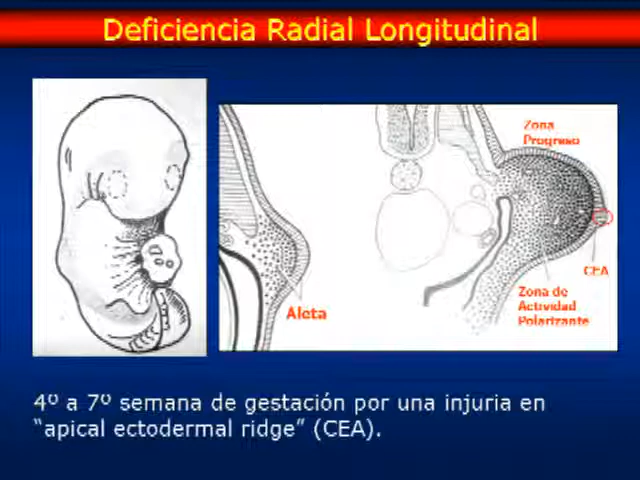 Deficiencia Radial Longitudinal
Zona
Progreso
CEA
Aleta
Zona de
Actividad
Polarizante
4º a 7º semana de gestación por una injuria en
“apical ectodermal ridge” (CEA).